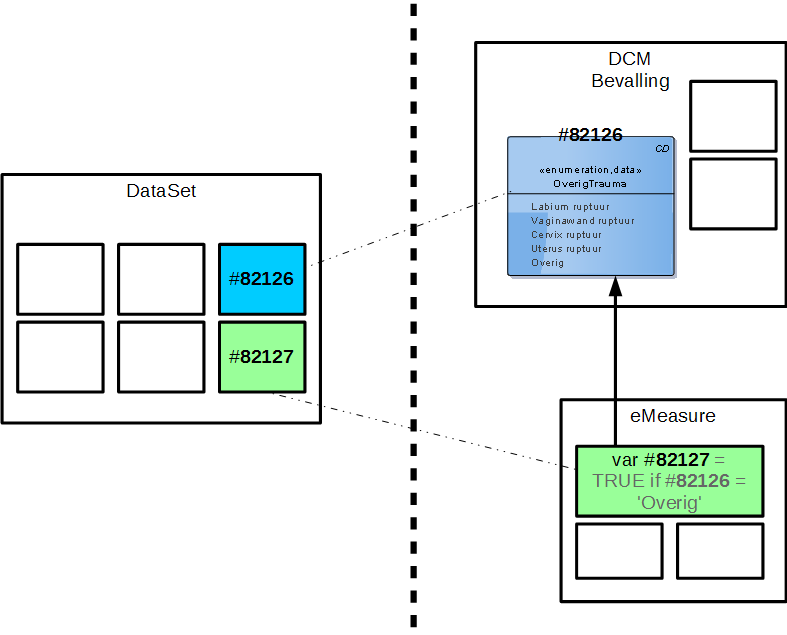 DataSet
#82126
#82127
DCM
Bevalling
#82126
CD
«enumeration,data»
OverigTrauma
Labium ruptuur
Vaginawand ruptuur
Cervix ruptuur
Uterus ruptuur
Overig
eMeasure
var #82127 =
TRUE if #82126 =
'Overig'